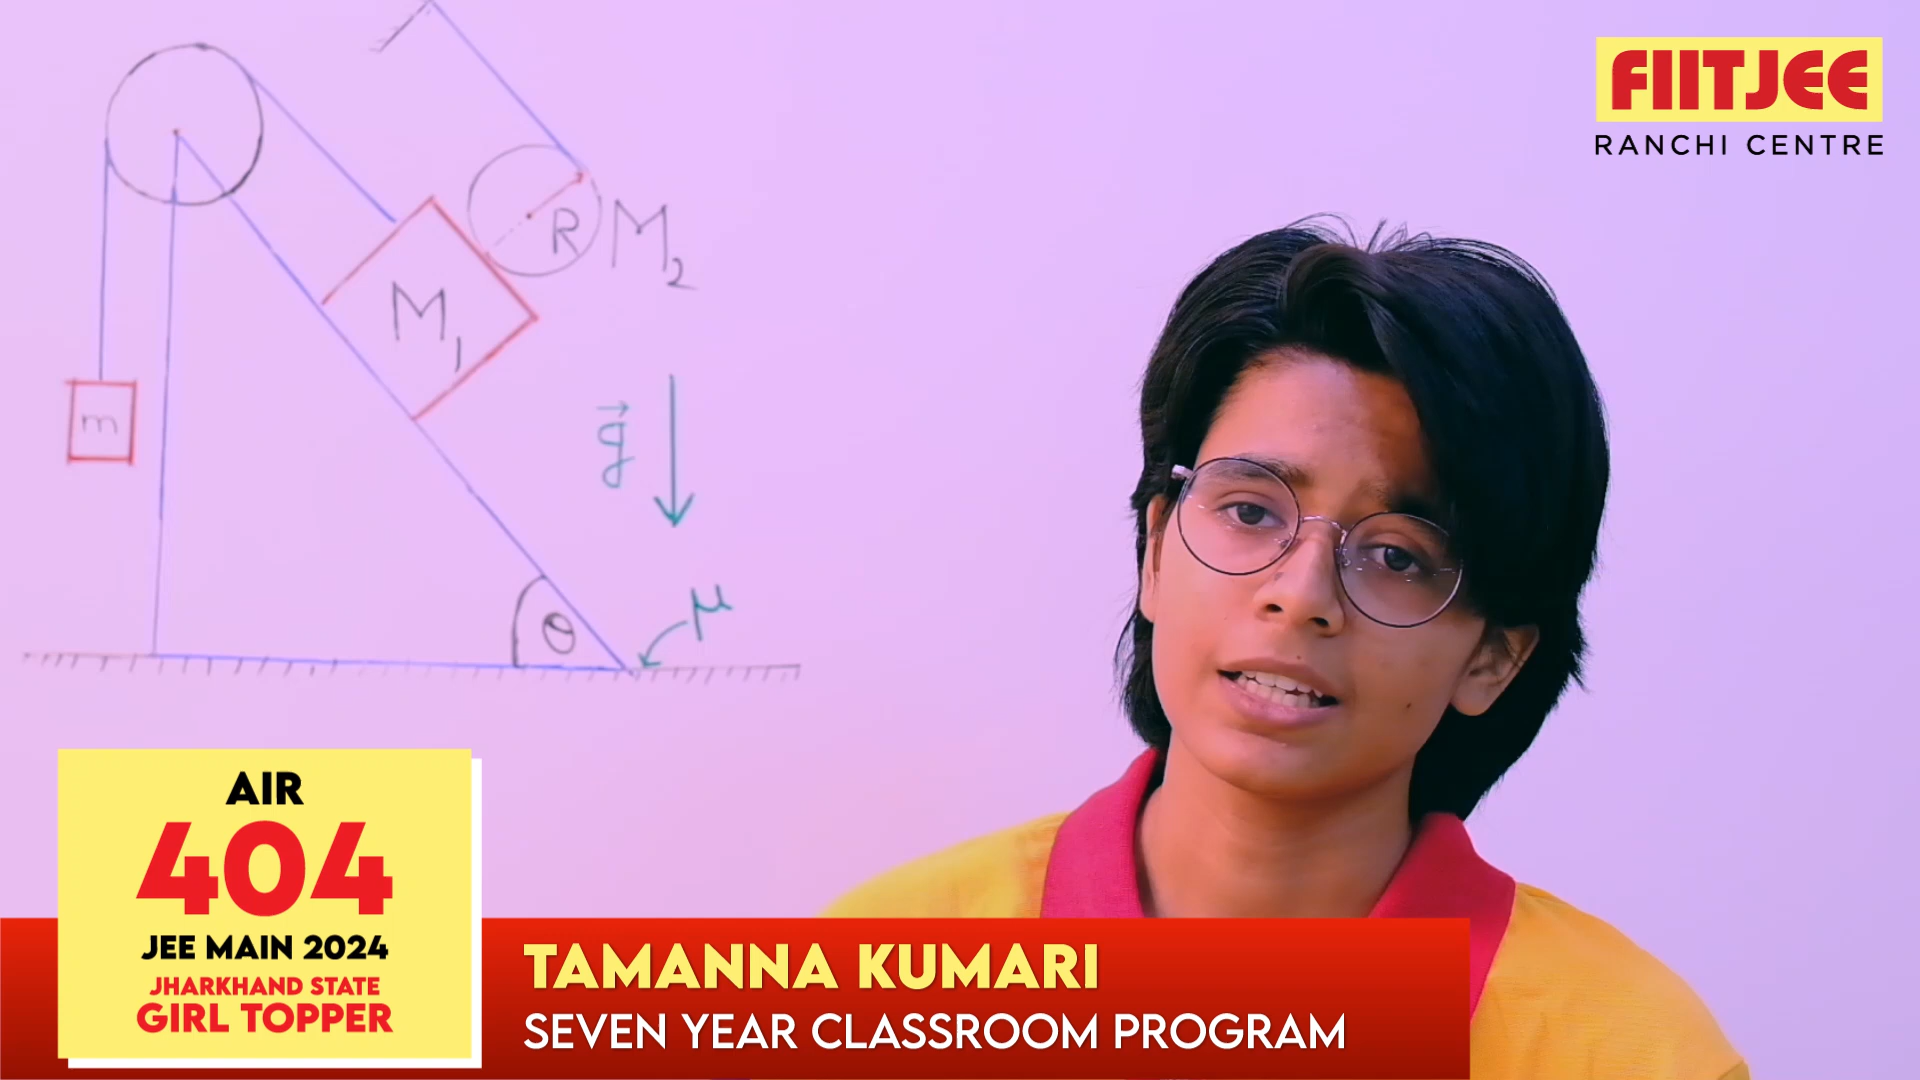 FIITJEE
RANCHI CENTRE
R
M₂
M₁
m
g⃗
μ
θ
AIR
404
JEE MAIN 2024
JHARKHAND STATE
GIRL TOPPER
TAMANNA KUMARI
SEVEN YEAR CLASSROOM PROGRAM